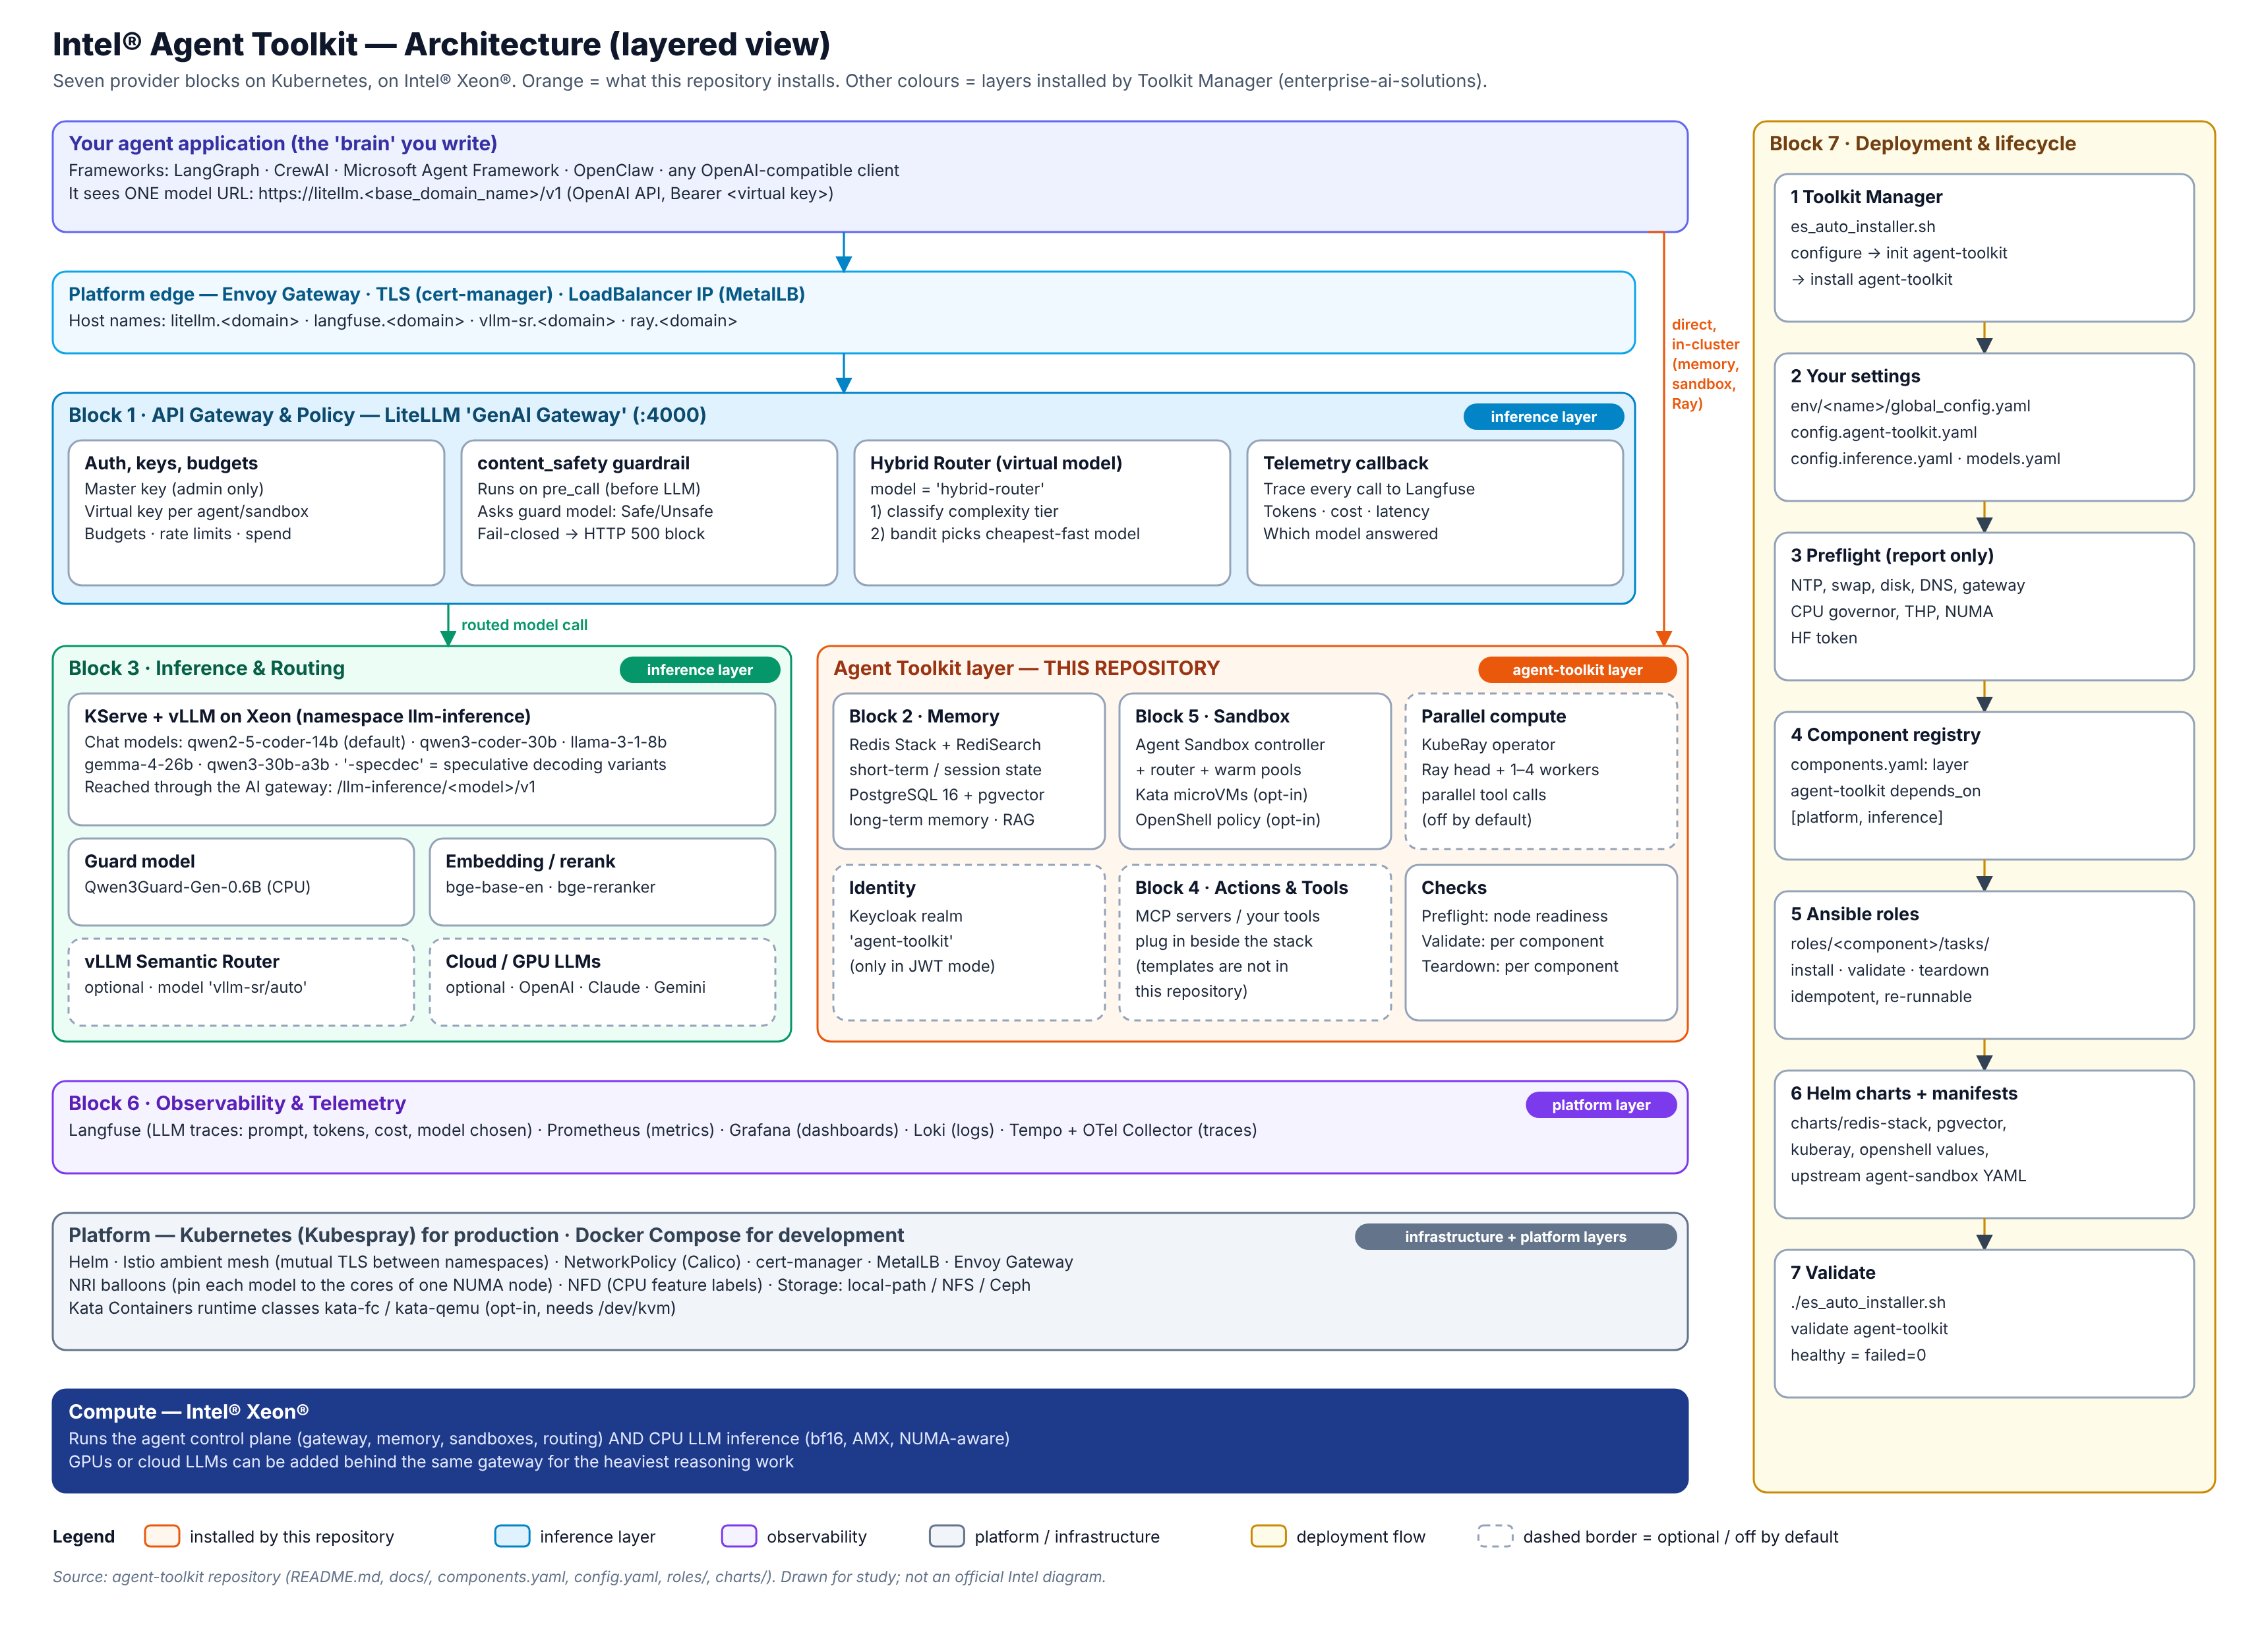 Intel® Agent Toolkit — Architecture (layered view)
Seven provider blocks on Kubernetes, on Intel® Xeon®. Orange = what this repository installs. Other colours = layers installed by Toolkit Manager (enterprise-ai-solutions).
Your agent application (the 'brain' you write)
Frameworks: LangGraph · CrewAI · Microsoft Agent Framework · OpenClaw · any OpenAI-compatible client
It sees ONE model URL: https://litellm.<base_domain_name>/v1 (OpenAI API, Bearer <virtual key>)
Platform edge — Envoy Gateway · TLS (cert-manager) · LoadBalancer IP (MetalLB)
Host names: litellm.<domain> · langfuse.<domain> · vllm-sr.<domain> · ray.<domain>
direct,
in-cluster
(memory,
sandbox,
Ray)
Block 1 · API Gateway & Policy — LiteLLM 'GenAI Gateway' (:4000)
inference layer
Auth, keys, budgets
Master key (admin only)
Virtual key per agent/sandbox
Budgets · rate limits · spend
content_safety guardrail
Runs on pre_call (before LLM)
Asks guard model: Safe/Unsafe
Fail-closed → HTTP 500 block
Hybrid Router (virtual model)
model = 'hybrid-router'
1) classify complexity tier
2) bandit picks cheapest-fast model
Telemetry callback
Trace every call to Langfuse
Tokens · cost · latency
Which model answered
routed model call
Block 3 · Inference & Routing
inference layer
KServe + vLLM on Xeon (namespace llm-inference)
Chat models: qwen2-5-coder-14b (default) · qwen3-coder-30b · llama-3-1-8b
gemma-4-26b · qwen3-30b-a3b · '-specdec' = speculative decoding variants
Reached through the AI gateway: /llm-inference/<model>/v1
Guard model
Qwen3Guard-Gen-0.6B (CPU)
Embedding / rerank
bge-base-en · bge-reranker
vLLM Semantic Router
optional · model 'vllm-sr/auto'
Cloud / GPU LLMs
optional · OpenAI · Claude · Gemini
Agent Toolkit layer — THIS REPOSITORY
agent-toolkit layer
Block 2 · Memory
Redis Stack + RediSearch
short-term / session state
PostgreSQL 16 + pgvector
long-term memory · RAG
Block 5 · Sandbox
Agent Sandbox controller
+ router + warm pools
Kata microVMs (opt-in)
OpenShell policy (opt-in)
Parallel compute
KubeRay operator
Ray head + 1–4 workers
parallel tool calls
(off by default)
Identity
Keycloak realm
'agent-toolkit'
(only in JWT mode)
Block 4 · Actions & Tools
MCP servers / your tools
plug in beside the stack
(templates are not in
this repository)
Checks
Preflight: node readiness
Validate: per component
Teardown: per component
Block 6 · Observability & Telemetry
platform layer
Langfuse (LLM traces: prompt, tokens, cost, model chosen) · Prometheus (metrics) · Grafana (dashboards) · Loki (logs) · Tempo + OTel Collector (traces)
Platform — Kubernetes (Kubespray) for production · Docker Compose for development
infrastructure + platform layers
Helm · Istio ambient mesh (mutual TLS between namespaces) · NetworkPolicy (Calico) · cert-manager · MetalLB · Envoy Gateway
NRI balloons (pin each model to the cores of one NUMA node) · NFD (CPU feature labels) · Storage: local-path / NFS / Ceph
Kata Containers runtime classes kata-fc / kata-qemu (opt-in, needs /dev/kvm)
Compute — Intel® Xeon®
Runs the agent control plane (gateway, memory, sandboxes, routing) AND CPU LLM inference (bf16, AMX, NUMA-aware)
GPUs or cloud LLMs can be added behind the same gateway for the heaviest reasoning work
Block 7 · Deployment & lifecycle
1 Toolkit Manager
es_auto_installer.sh
configure → init agent-toolkit
→ install agent-toolkit
2 Your settings
env/<name>/global_config.yaml
config.agent-toolkit.yaml
config.inference.yaml · models.yaml
3 Preflight (report only)
NTP, swap, disk, DNS, gateway
CPU governor, THP, NUMA
HF token
4 Component registry
components.yaml: layer
agent-toolkit depends_on
[platform, inference]
5 Ansible roles
roles/<component>/tasks/
install · validate · teardown
idempotent, re-runnable
6 Helm charts + manifests
charts/redis-stack, pgvector,
kuberay, openshell values,
upstream agent-sandbox YAML
7 Validate
./es_auto_installer.sh
validate agent-toolkit
healthy = failed=0
Legend
installed by this repository
inference layer
observability
platform / infrastructure
deployment flow
dashed border = optional / off by default
Source: agent-toolkit repository (README.md, docs/, components.yaml, config.yaml, roles/, charts/). Drawn for study; not an official Intel diagram.